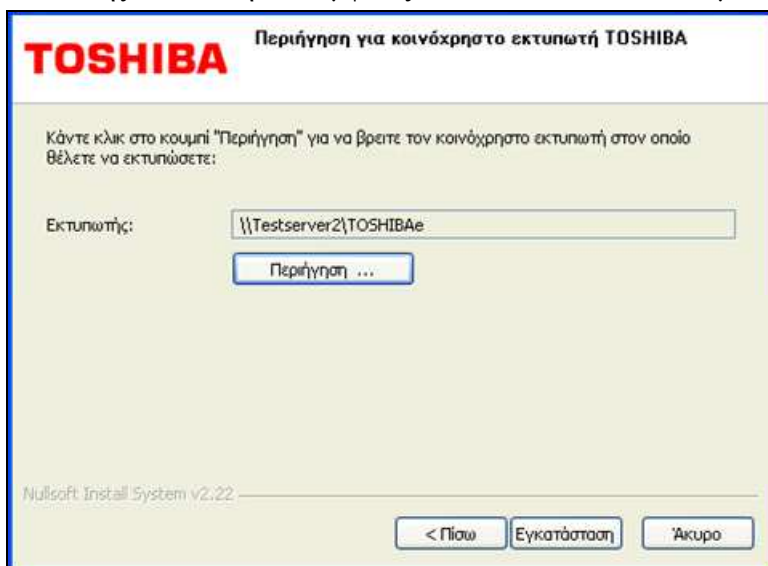 TOSHIBA
Περιήγηση για κοινόχρηστο εκτυπωτή TOSHIBA
Κάντε κλικ στο κουμπί "Περιήγηση" για να βρειτε τον κοινόχρηστο εκτυπωτή στον οποίο
θέλετε να εκτυπώσετε:
Εκτυπωτής:
\\Testserver2\TOSHIBAe
Περιήγηση ...
Nullsoft Install System v2.22
< Πίσω
Εγκατάσταση
Άκυρο